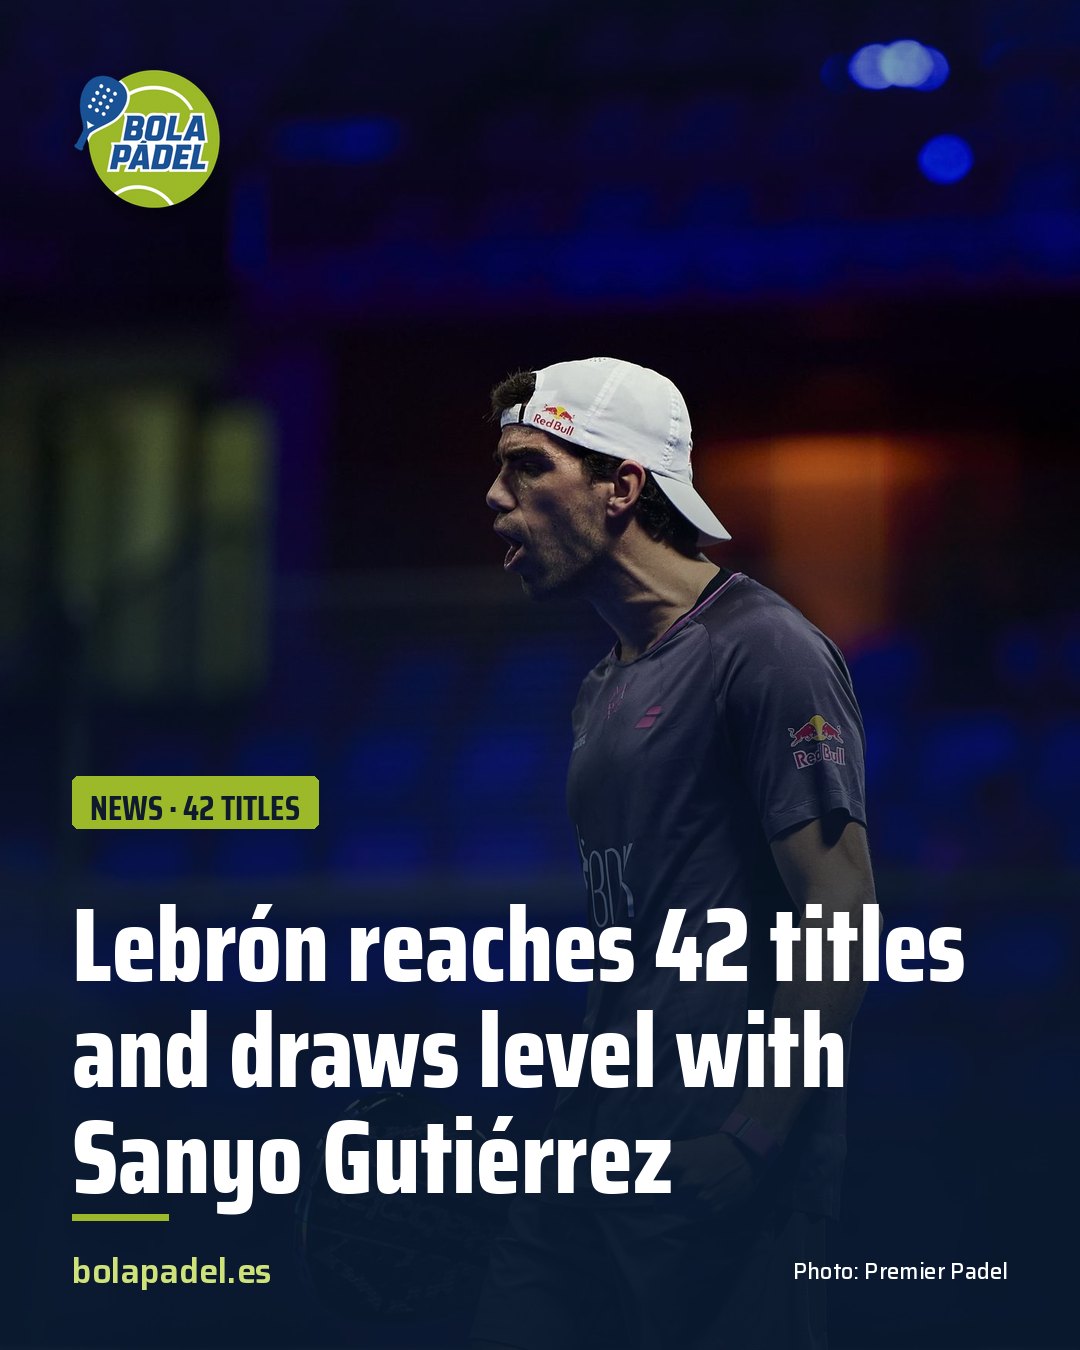 BOLA
PÁDEL
Red Bull
Red Bull
BNK
NEWS · 42 TITLES
Lebrón reaches 42 titles
and draws level with
Sanyo Gutiérrez
bolapadel.es
Photo: Premier Padel